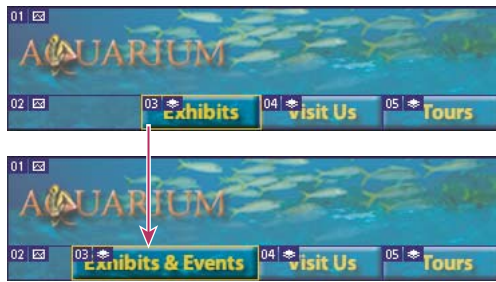 01
AQUARIUM
02 03 Exhibits 04 Visit Us 05 Tours
01
AQUARIUM
02 03 Exhibits & Events 04 Visit Us 05 Tours